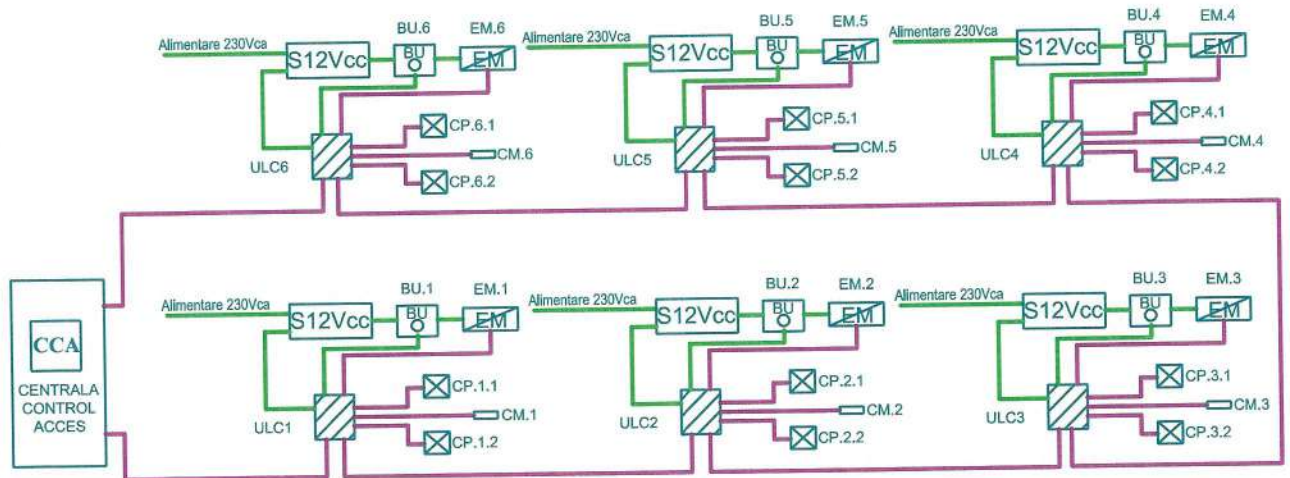 BU.6
EM.6
Alimentare 230Vca
S12Vcc
BU
EM
CP.6.1
CM.6
CP.6.2
ULC6
BU.5
EM.5
Alimentare 230Vca
S12Vcc
BU
EM
CP.5.1
CM.5
CP.5.2
ULC5
BU.4
EM.4
Alimentare 230Vca
S12Vcc
BU
EM
CP.4.1
CM.4
CP.4.2
ULC4
CCA
CENTRALA
CONTROL
ACCES
BU.1
EM.1
Alimentare 230Vca
S12Vcc
BU
EM
CP.1.1
CM.1
CP.1.2
ULC1
BU.2
EM.2
Alimentare 230Vca
S12Vcc
BU
EM
CP.2.1
CM.2
CP.2.2
ULC2
BU.3
EM.3
Alimentare 230Vca
S12Vcc
BU
EM
CP.3.1
CM.3
CP.3.2
ULC3